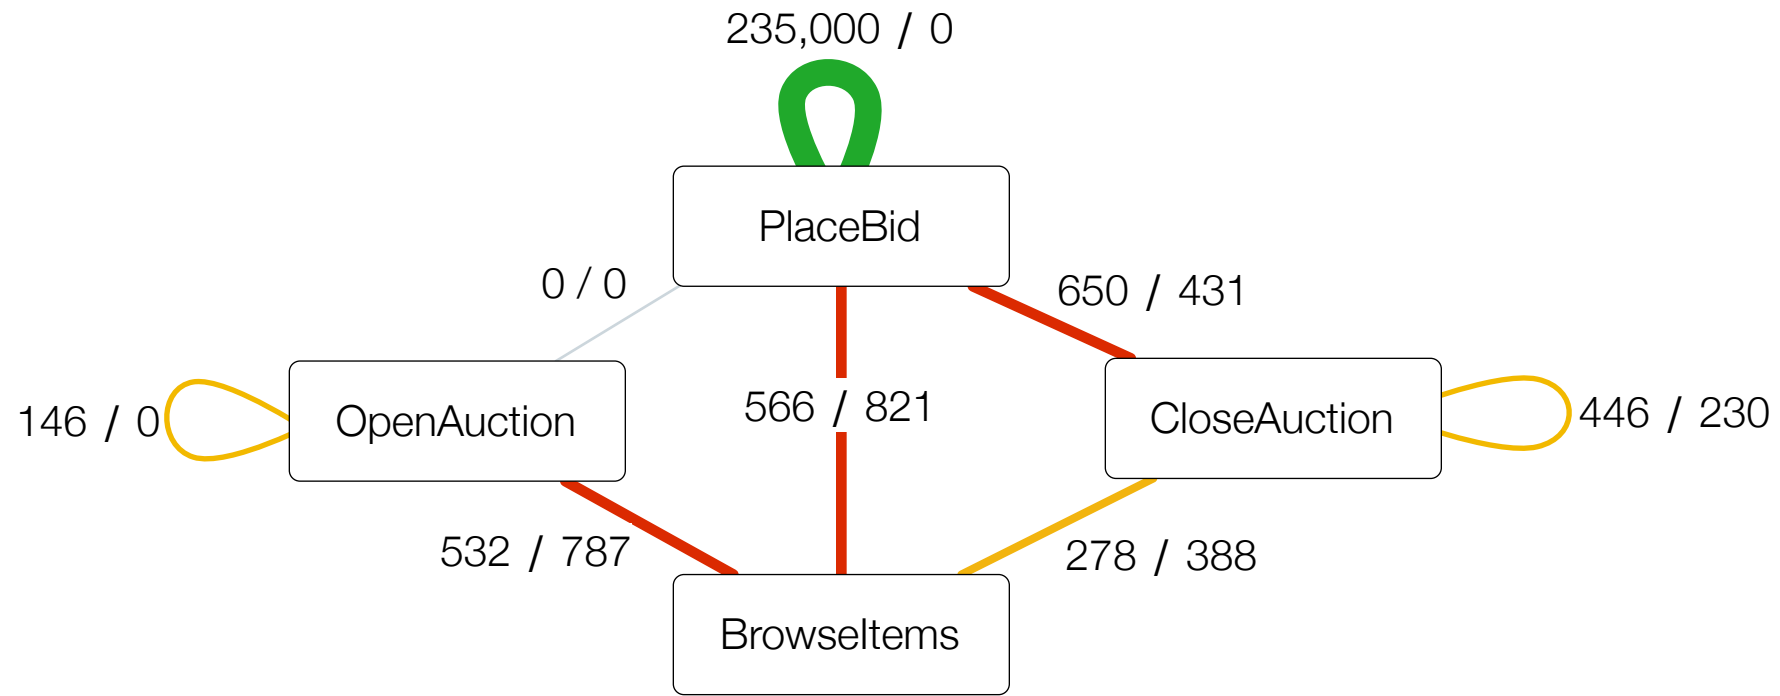 235,000 / 0
PlaceBid
0 / 0
650 / 431
146 / 0
OpenAuction
566 / 821
CloseAuction
446 / 230
532 / 787
278 / 388
BrowseItems